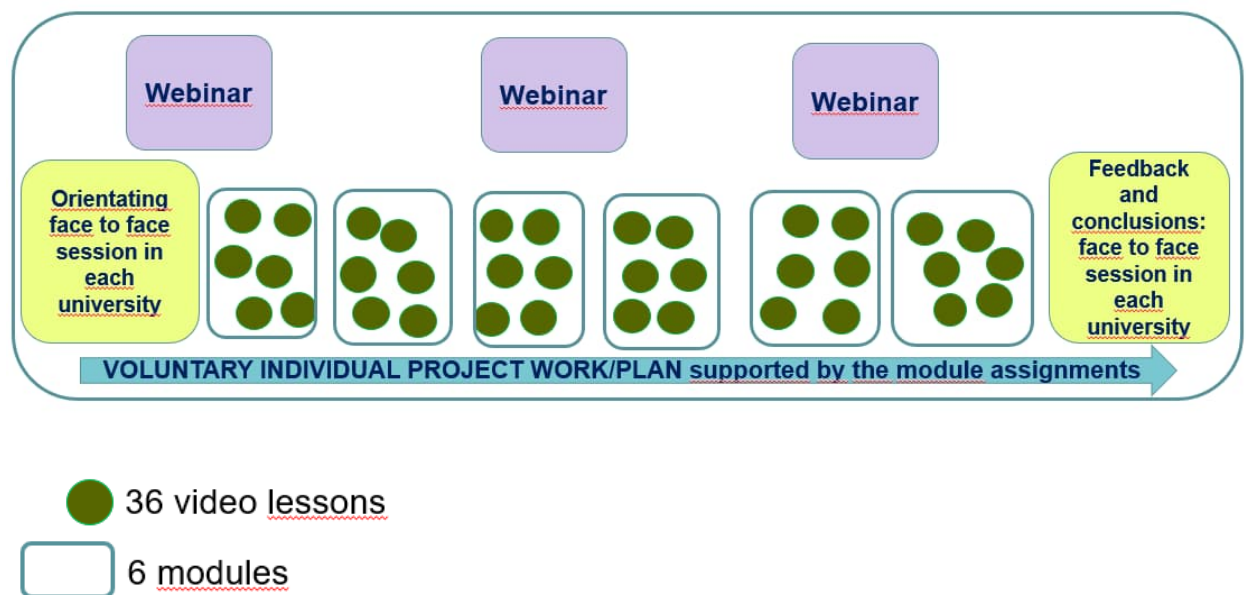 Webinar
Webinar
Webinar
Orientating
face to face
session in
each
university
Feedback
and
conclusions:
face to face
session in
each
university
VOLUNTARY INDIVIDUAL PROJECT WORK/PLAN supported by the module assignments
36 video lessons
6 modules